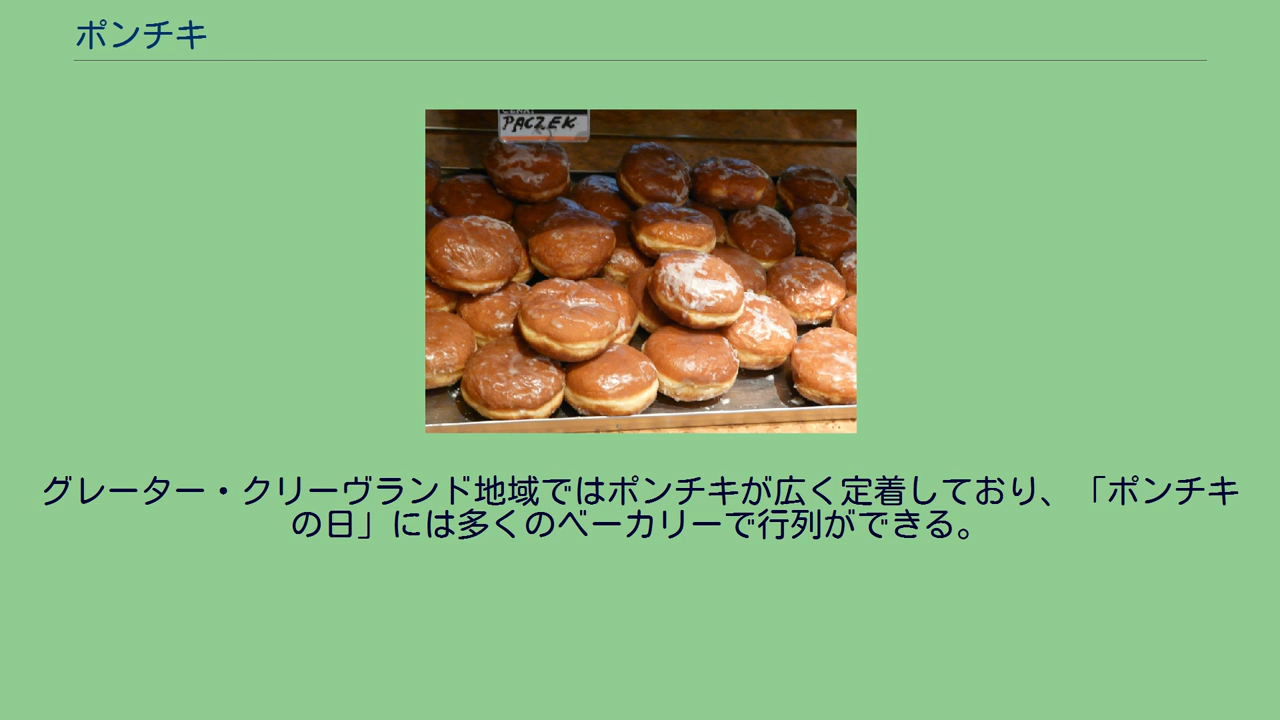 ポンチキ
PACZEK
グレーター・クリーヴランド地域ではポンチキが広く定着しており、「ポンチキ
の日」には多くのベーカリーで行列ができる。